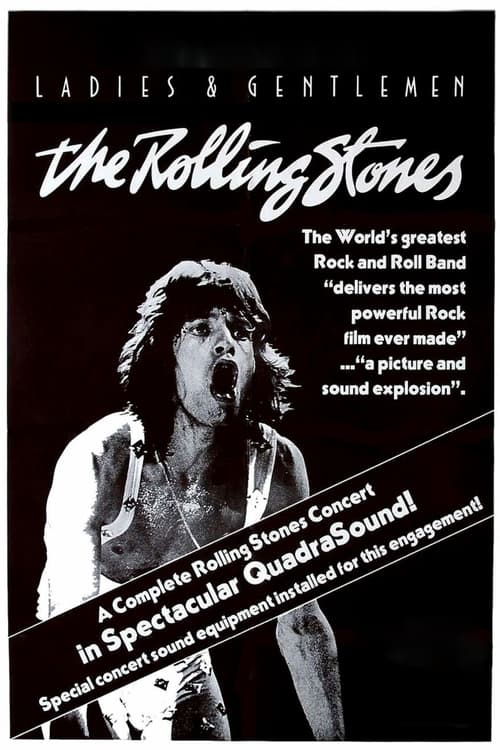 LADIES & GENTLEMEN
the Rolling Stones
The World's greatest
Rock and Roll Band
"delivers the most
powerful Rock
film ever made"
..."a picture and
sound explosion".
A Complete Rolling Stones Concert
in Spectacular QuadraSound!
Special concert sound equipment installed for this engagement!